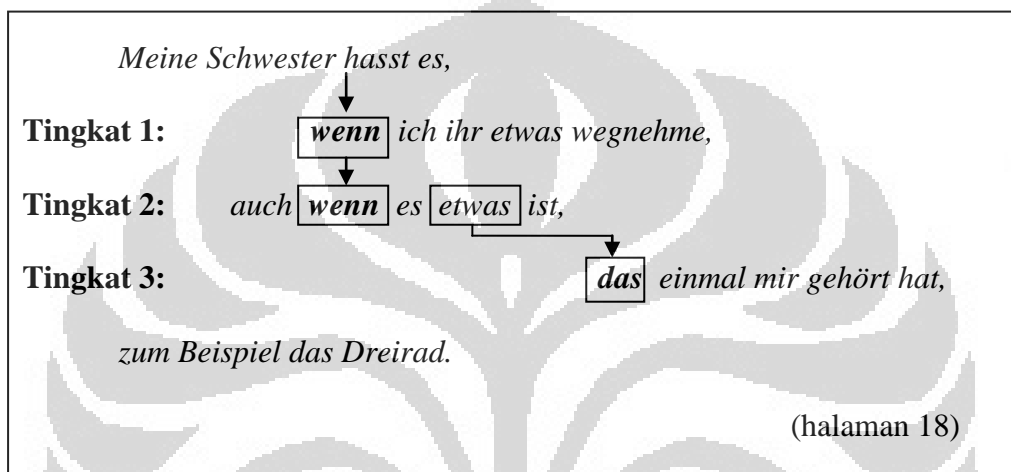 Meine Schwester hasst es,
Tingkat 1: wenn ich ihr etwas wegnehme,
Tingkat 2: auch wenn es etwas ist,
Tingkat 3: das einmal mir gehört hat,
zum Beispiel das Dreirad.
(halaman 18)